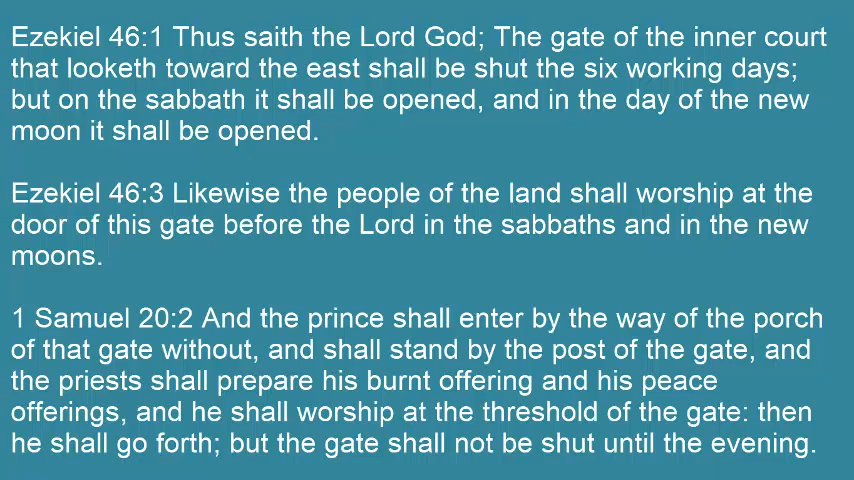 Ezekiel 46:1 Thus saith the Lord God; The gate of the inner court
that looketh toward the east shall be shut the six working days;
but on the sabbath it shall be opened, and in the day of the new
moon it shall be opened.
Ezekiel 46:3 Likewise the people of the land shall worship at the
door of this gate before the Lord in the sabbaths and in the new
moons.
1 Samuel 20:2 And the prince shall enter by the way of the porch
of that gate without, and shall stand by the post of the gate, and
the priests shall prepare his burnt offering and his peace
offerings, and he shall worship at the threshold of the gate: then
he shall go forth; but the gate shall not be shut until the evening.